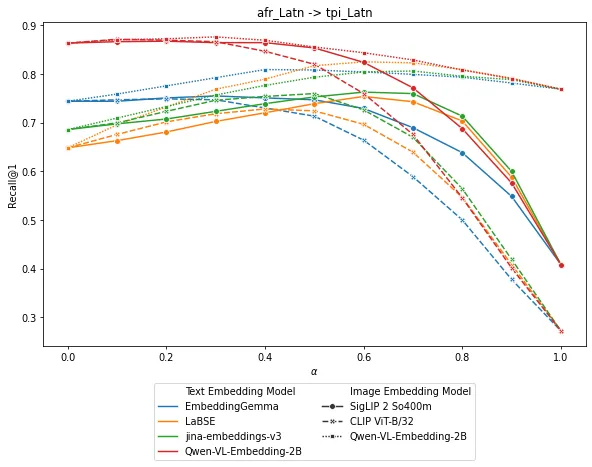 afr_Latn -> tpi_Latn
0.9
0.8
0.7
0.6
0.5
0.4
0.3
Recall@1
0.0 0.2 0.4 0.6 0.8 1.0
α
Text Embedding Model
EmbeddingGemma
LaBSE
jina-embeddings-v3
Qwen-VL-Embedding-2B
Image Embedding Model
SigLIP 2 So400m
CLIP ViT-B/32
Qwen-VL-Embedding-2B